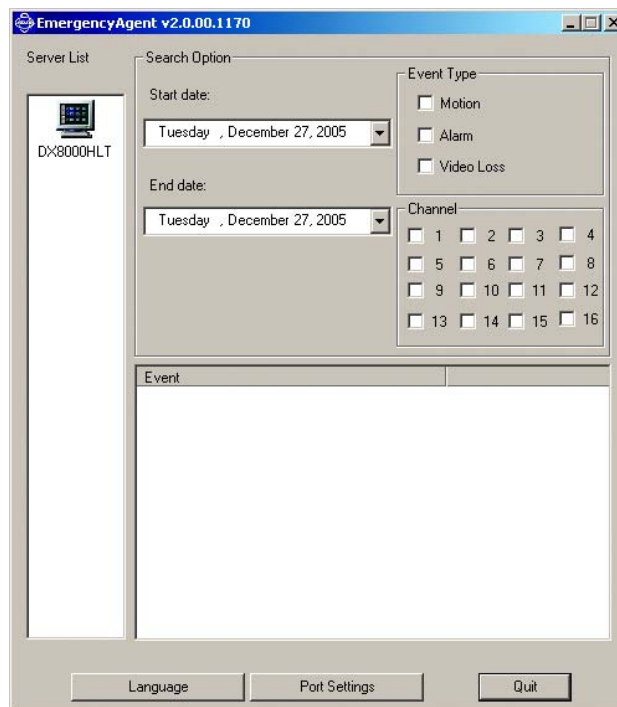 EmergencyAgent v2.0.00.1170
Server List
DX8000HLT
Search Option
Start date:
Tuesday , December 27, 2005
End date:
Tuesday , December 27, 2005
Event Type
Motion
Alarm
Video Loss
Channel
1 2 3 4
5 6 7 8
9 10 11 12
13 14 15 16
Event
Language Port Settings Quit